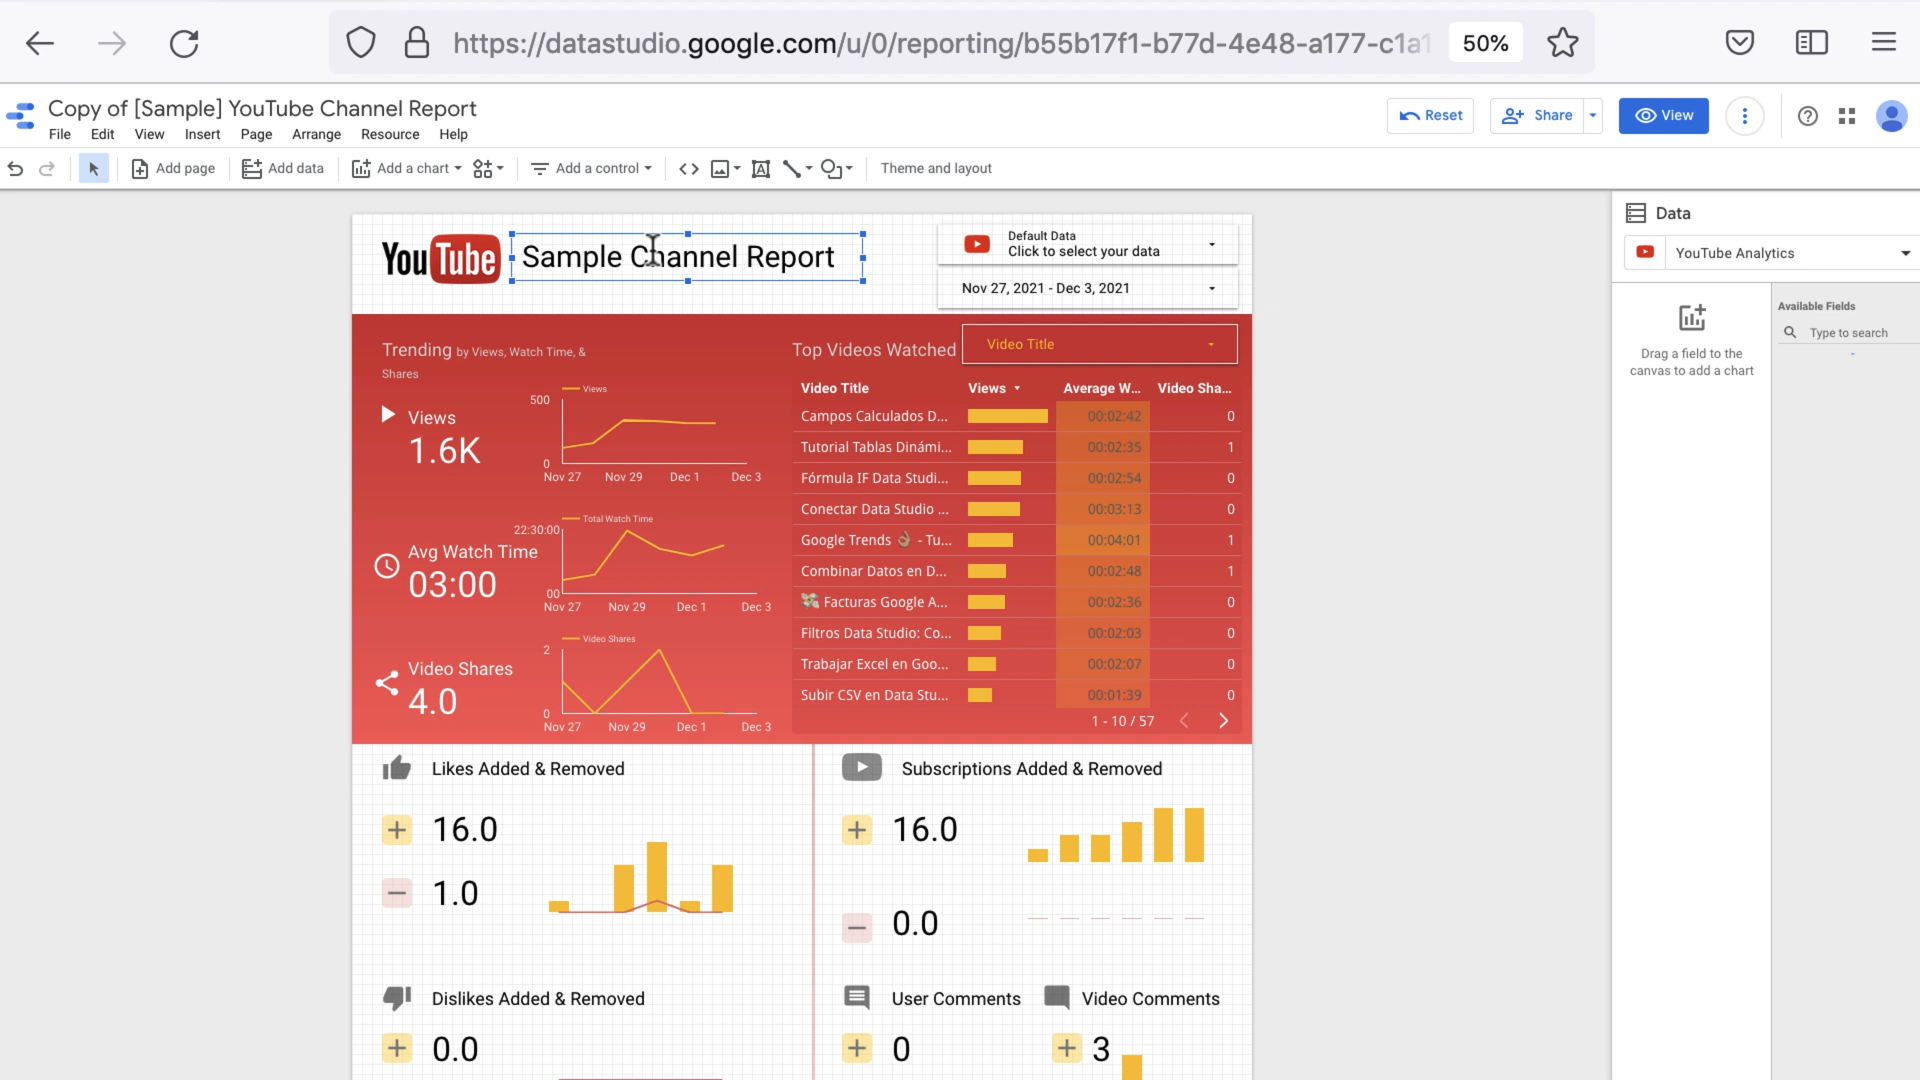 https://datastudio.google.com/u/0/reporting/b55b17f1-b77d-4e48-a177-c1a1
50%
Copy of [Sample] YouTube Channel Report
File Edit View Insert Page Arrange Resource Help
Reset
Share
View
Add page
Add data
Add a chart
Add a control
Theme and layout
YouTube
Sample Channel Report
Default Data
Click to select your data
Nov 27, 2021 - Dec 3, 2021
Data
YouTube Analytics
Drag a field to the
canvas to add a chart
Available Fields
Type to search
Trending by Views, Watch Time, &
Shares
Views
1.6K
Views
500
0
Nov 27 Nov 29 Dec 1 Dec 3
Avg Watch Time
03:00
Total Watch Time
22:30:00
00
Nov 27 Nov 29 Dec 1 Dec 3
Video Shares
4.0
Video Shares
2
0
Nov 27 Nov 29 Dec 1 Dec 3
Top Videos Watched
Video Title
Video Title Views Average W... Video Sha...
Campos Calculados D... 00:02:42 0
Tutorial Tablas Dinámi... 00:02:35 1
Fórmula IF Data Studi... 00:02:54 0
Conectar Data Studio ... 00:03:13 0
Google Trends 👌🏽 - Tu... 00:04:01 1
Combinar Datos en D... 00:02:48 1
💸 Facturas Google A... 00:02:36 0
Filtros Data Studio: Co... 00:02:03 0
Trabajar Excel en Goo... 00:02:07 0
Subir CSV en Data Stu... 00:01:39 0
1 - 10 / 57
Likes Added & Removed
16.0
1.0
Subscriptions Added & Removed
16.0
0.0
Dislikes Added & Removed
0.0
User Comments
0
Video Comments
3